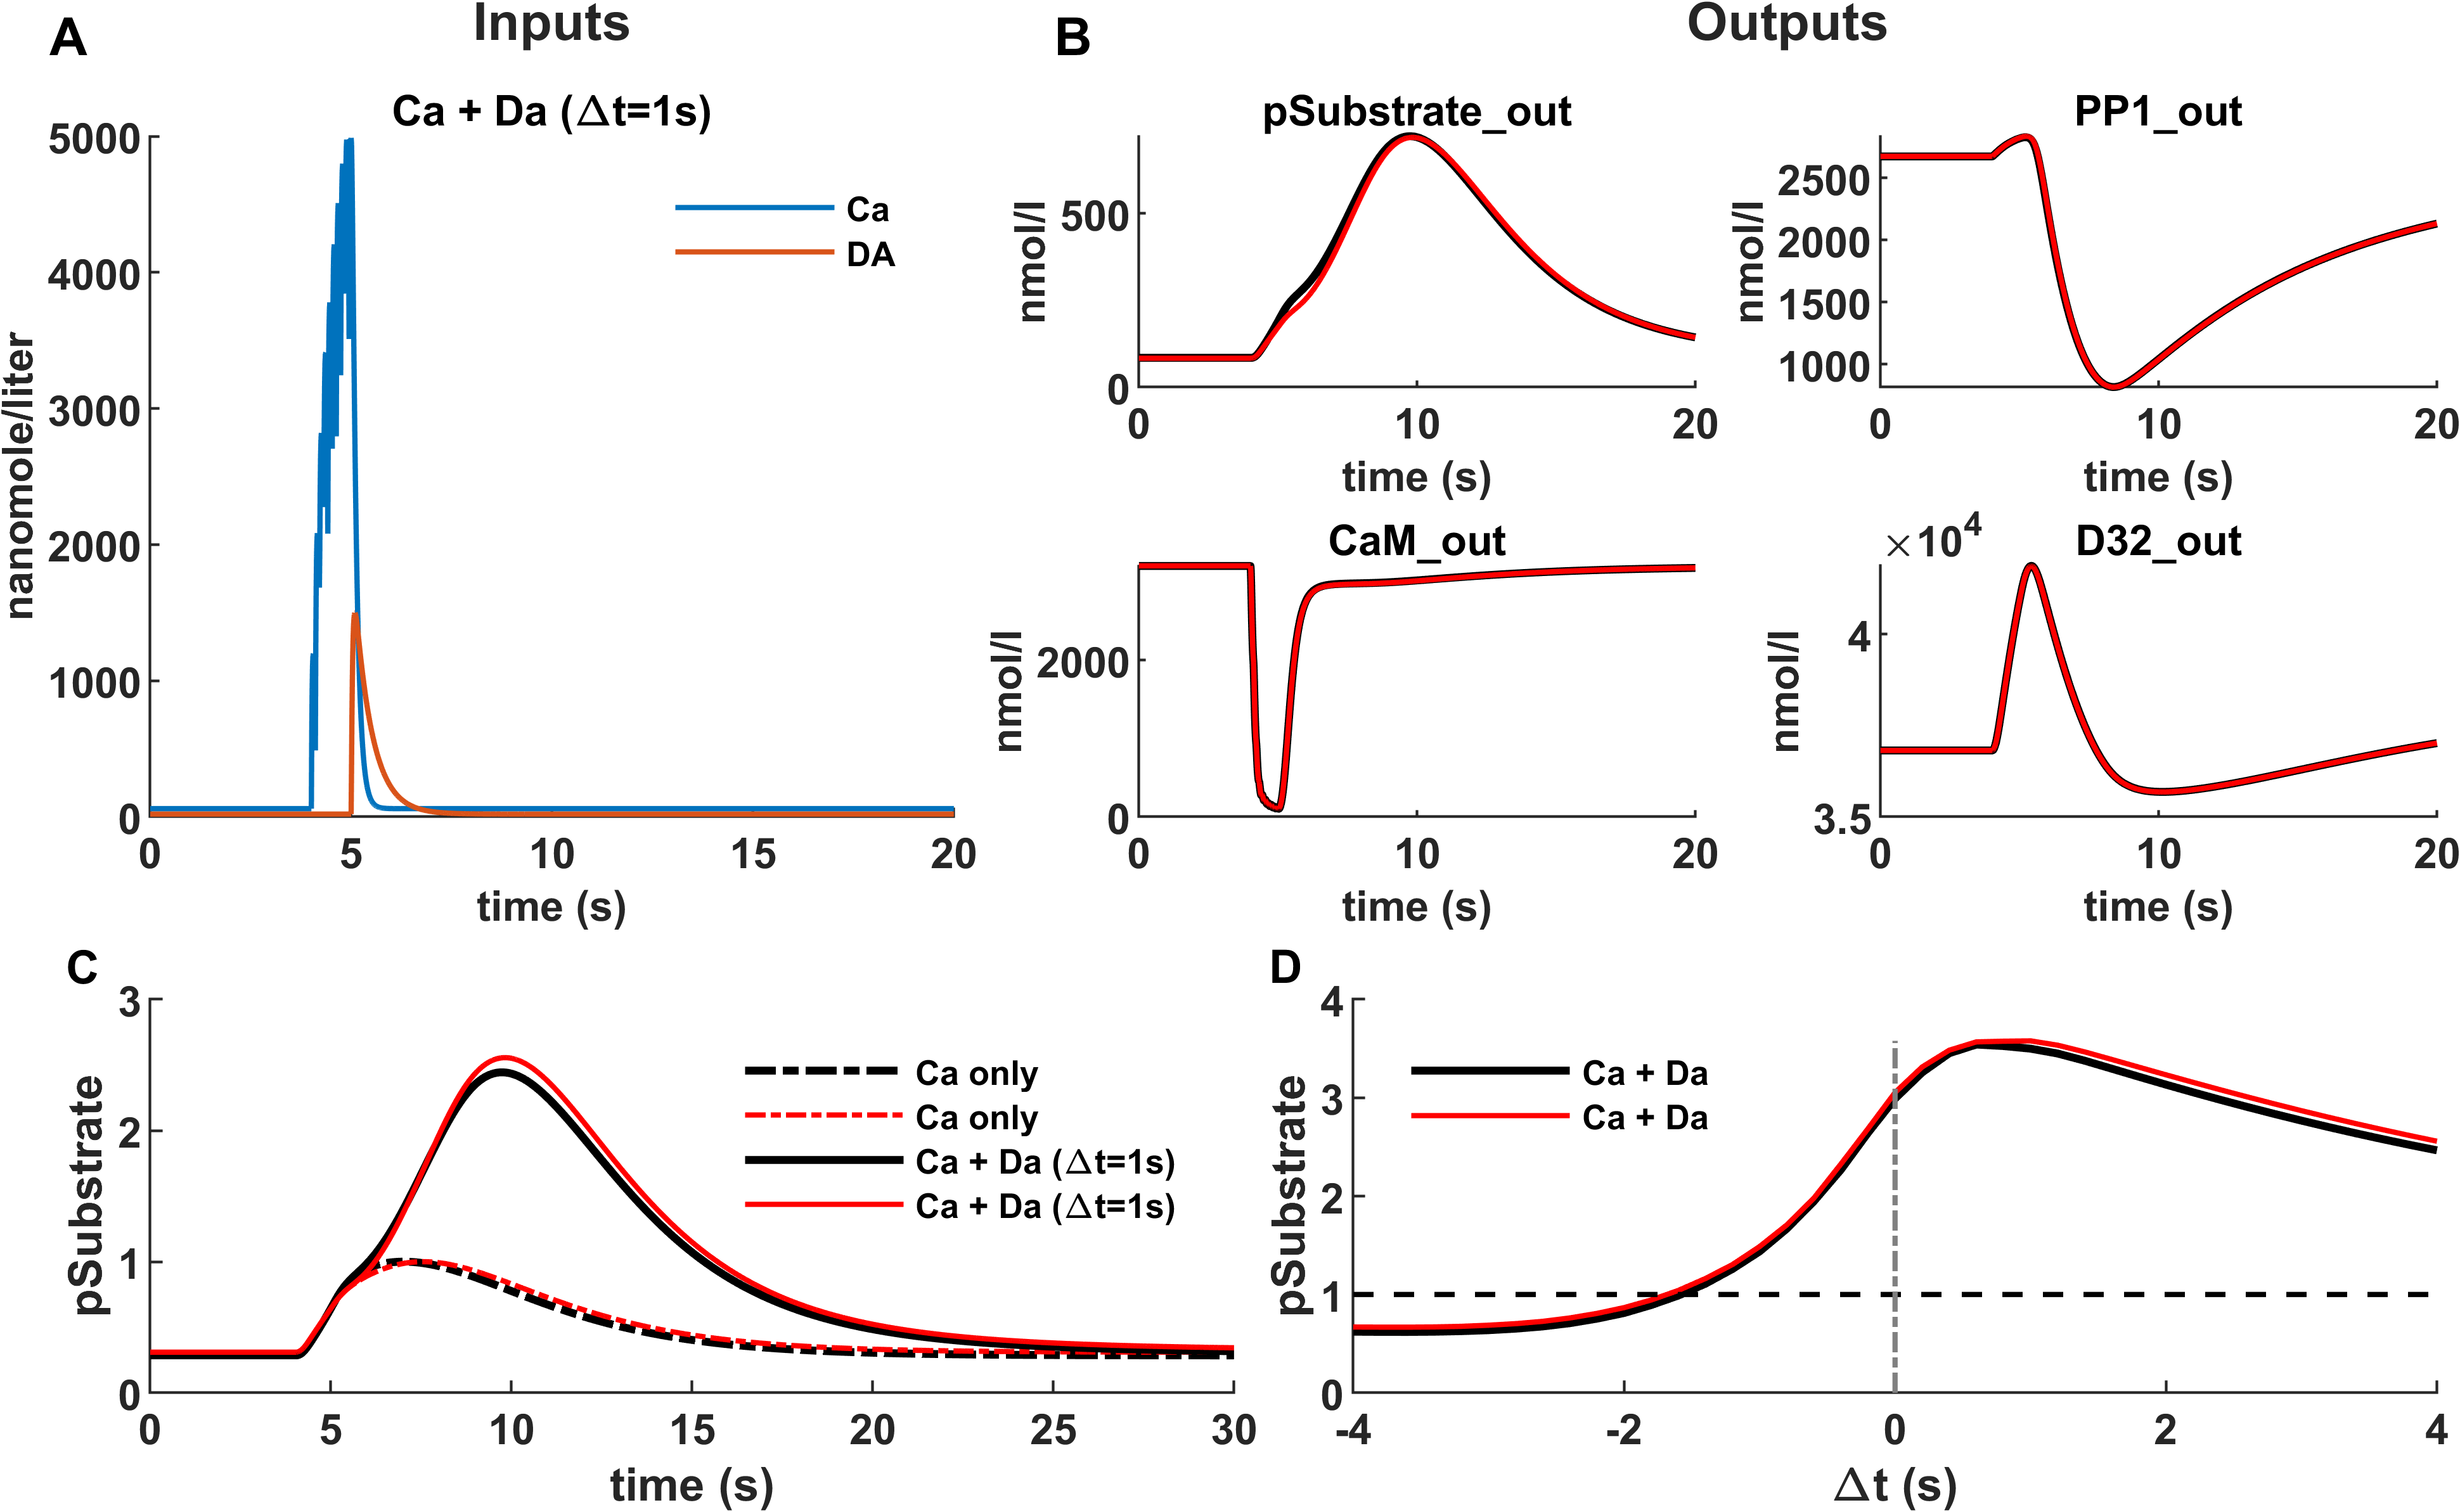 A
Inputs
B
Outputs
Ca + Da (Δt=1s)
5000
4000
3000
2000
1000
0
nanomole/liter
Ca
DA
0
5
10
15
20
time (s)
pSubstrate_out
500
0
nmol/l
0
10
20
time (s)
PP1_out
2500
2000
1500
1000
nmol/l
0
10
20
time (s)
CaM_out
2000
0
nmol/l
0
10
20
time (s)
×10⁴
D32_out
4
3.5
nmol/l
0
10
20
time (s)
C
3
2
1
0
pSubstrate
Ca only
Ca only
Ca + Da (Δt=1s)
Ca + Da (Δt=1s)
0
5
10
15
20
25
30
time (s)
D
4
3
2
1
0
pSubstrate
Ca + Da
Ca + Da
-4
-2
0
2
4
Δt (s)